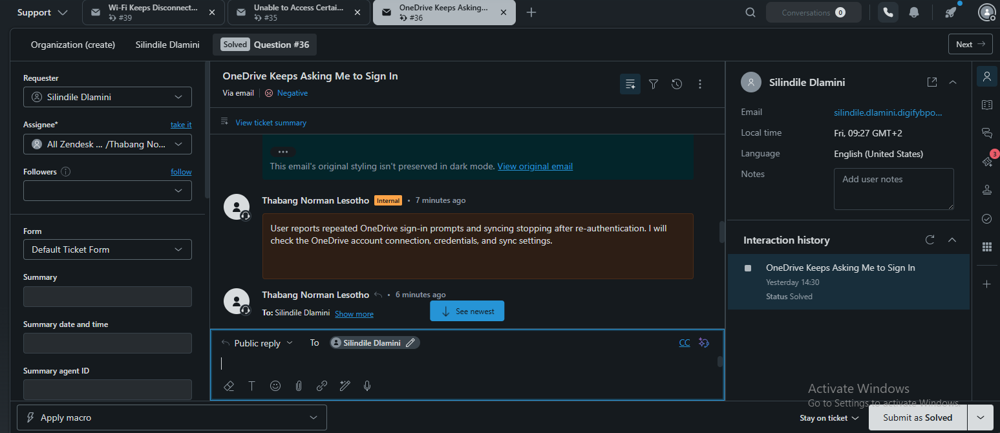 Support
Wi-Fi Keeps Disconnect...
#39
Unable to Access Certai...
#35
OneDrive Keeps Asking...
#36
Conversations 0
Organization (create)
Silindile Dlamini
Solved Question #36
Next
Requester
Silindile Dlamini
Assignee* take it
All Zendesk ... /Thabang No...
Followers follow
Form
Default Ticket Form
Summary
Summary date and time
Summary agent ID
Apply macro
OneDrive Keeps Asking Me to Sign In
Via email Negative
View ticket summary
This email's original styling isn't preserved in dark mode. View original email
Thabang Norman Lesotho Internal • 7 minutes ago
User reports repeated OneDrive sign-in prompts and syncing stopping after re-authentication. I will
check the OneDrive account connection, credentials, and sync settings.
Thabang Norman Lesotho • 6 minutes ago
To: Silindile Dlamini Show more
See newest
Public reply To Silindile Dlamini CC
Silindile Dlamini
Email silindile.dlamini.digifybpo...
Local time Fri, 09:27 GMT+2
Language English (United States)
Notes Add user notes
Interaction history
OneDrive Keeps Asking Me to Sign In
Yesterday 14:30
Status Solved
3
Activate Windows
Go to Settings to activate Windows.
Stay on ticket
Submit as Solved